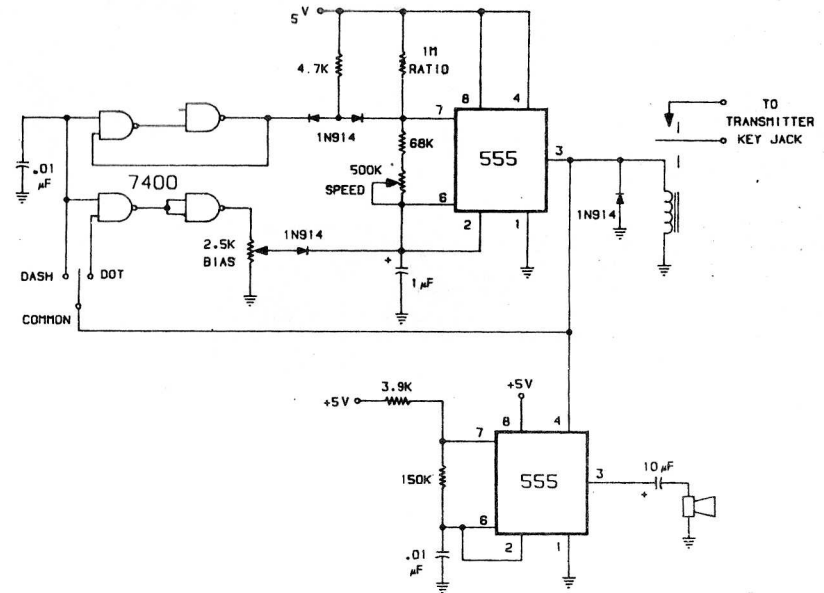 5 V
1M
RATIO
4.7K
8
4
TO
TRANSMITTER
KEY JACK
7
1N914
68K
555
3
.01
µF
500K
7400
SPEED
6
1N914
2
1
2.5K
BIAS
1N914
+
1 µF
DASH
DOT
COMMON
3.9K
+5V
+5V
8
4
7
150K
555
3
10 µF
+
6
.01
µF
2
1